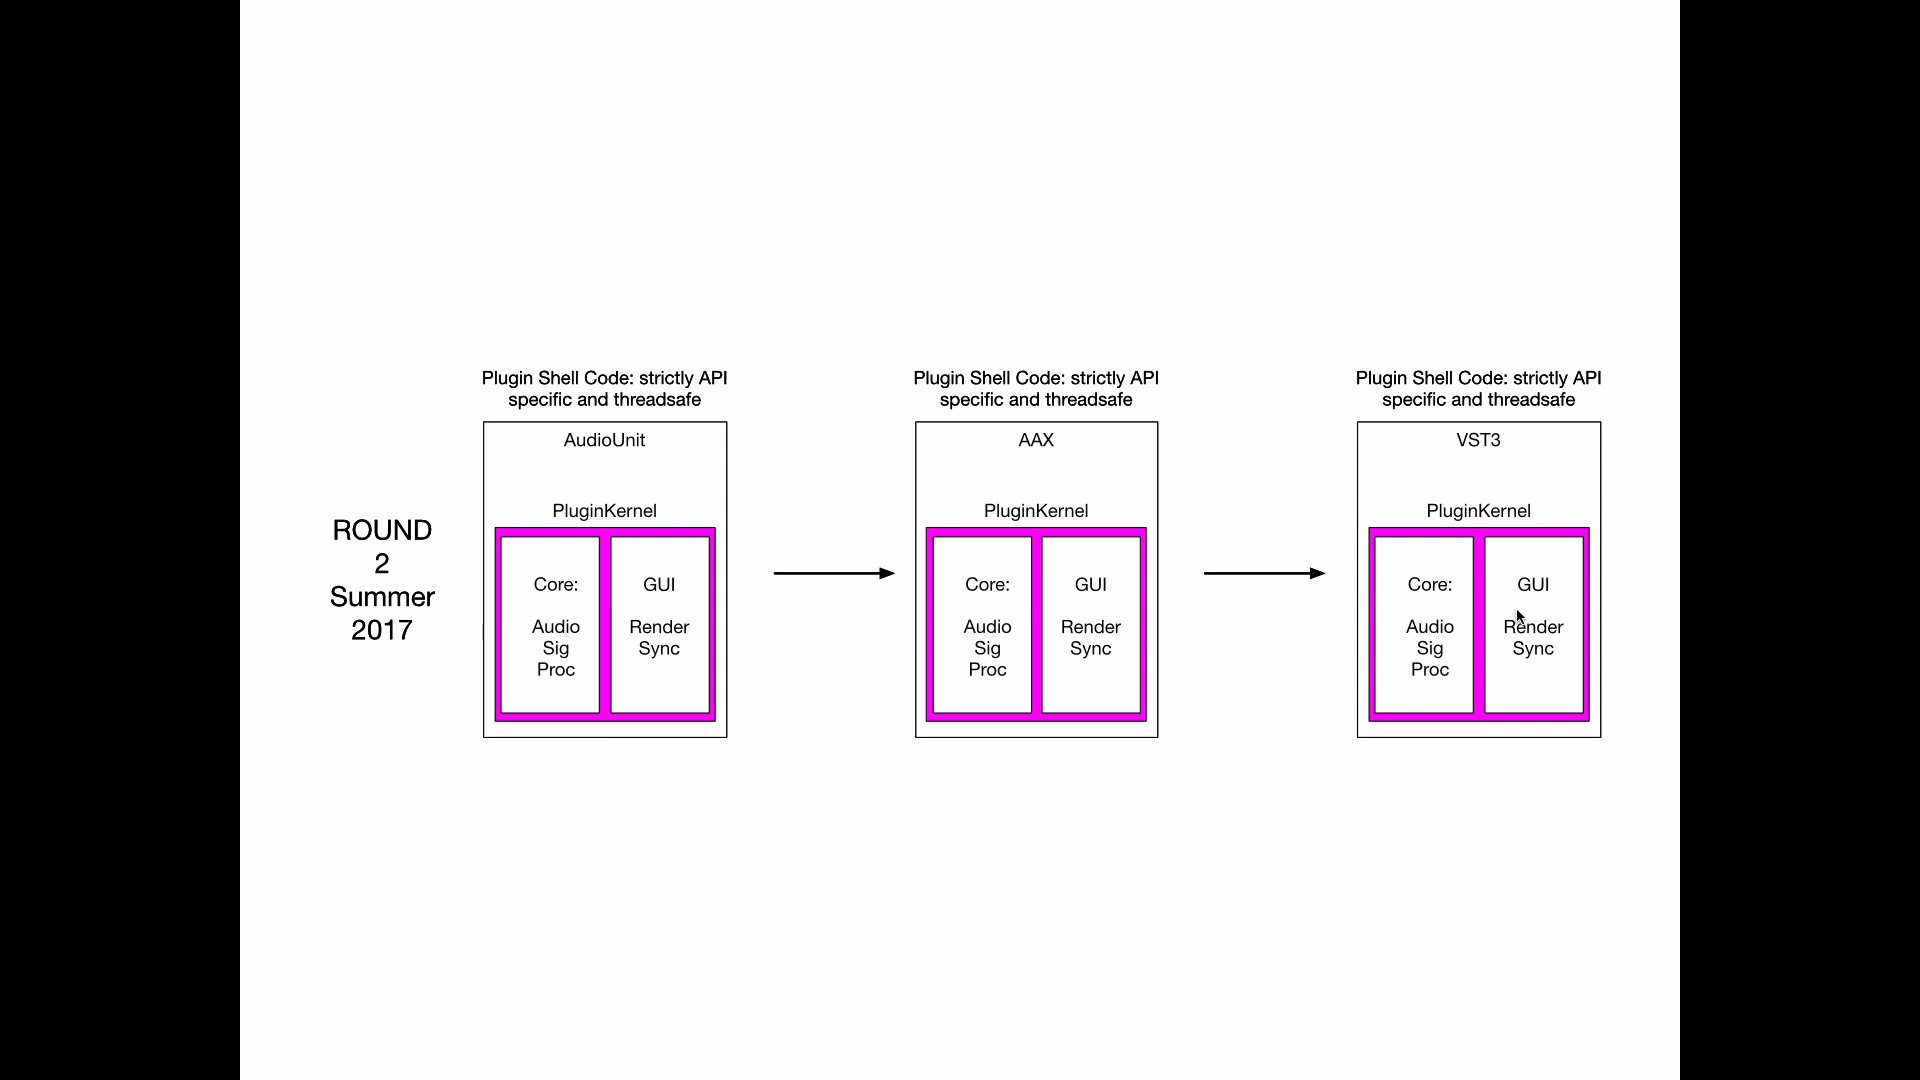 ROUND
2
Summer
2017
Plugin Shell Code: strictly API
specific and threadsafe
AudioUnit
PluginKernel
Core:
Audio
Sig
Proc
GUI
Render
Sync
Plugin Shell Code: strictly API
specific and threadsafe
AAX
PluginKernel
Core:
Audio
Sig
Proc
GUI
Render
Sync
Plugin Shell Code: strictly API
specific and threadsafe
VST3
PluginKernel
Core:
Audio
Sig
Proc
GUI
Render
Sync